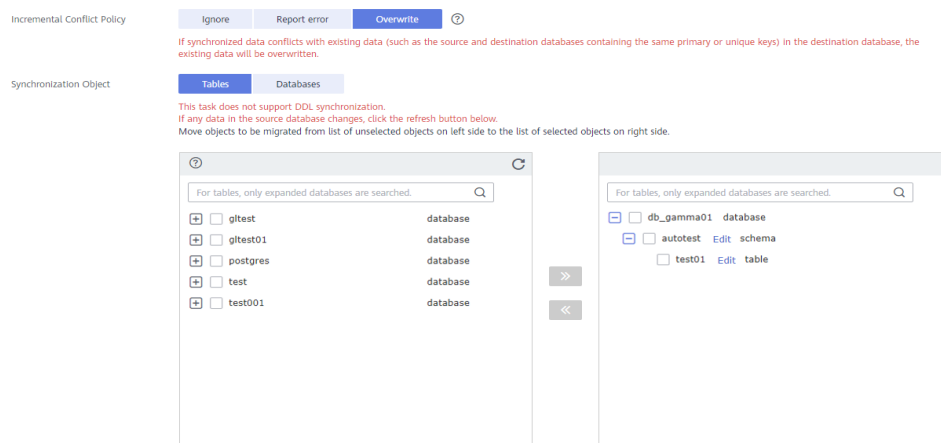 Incremental Conflict Policy
Ignore Report error Overwrite ?
If synchronized data conflicts with existing data (such as the source and destination databases containing the same primary or unique keys) in the destination database, the
existing data will be overwritten.
Synchronization Object
Tables Databases
This task does not support DDL synchronization.
If any data in the source database changes, click the refresh button below.
Move objects to be migrated from list of unselected objects on left side to the list of selected objects on right side.
?
For tables, only expanded databases are searched.
gltest database
gltest01 database
postgres database
test database
test001 database
For tables, only expanded databases are searched.
db_gamma01 database
autotest Edit schema
test01 Edit table